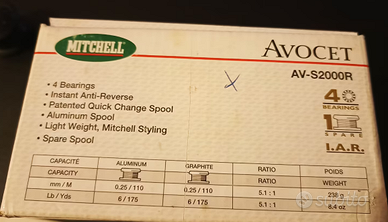 MITCHELL
AVOCET
AV-S2000R
• 4 Bearings
• Instant Anti-Reverse
• Patented Quick Change Spool
• Aluminum Spool
• Light Weight, Mitchell Styling
• Spare Spool
4
BEARINGS
1
SPARE
I.A.R.
CAPACITÉ ALUMINUM GRAPHITE RATIO POIDS
CAPACITY RATIO WEIGHT
mm / M 0.25 / 110 0.25 / 110 5.1 : 1 238 g
Lb / Yds 6 / 175 6 / 175 5.1 : 1 8.4 oz